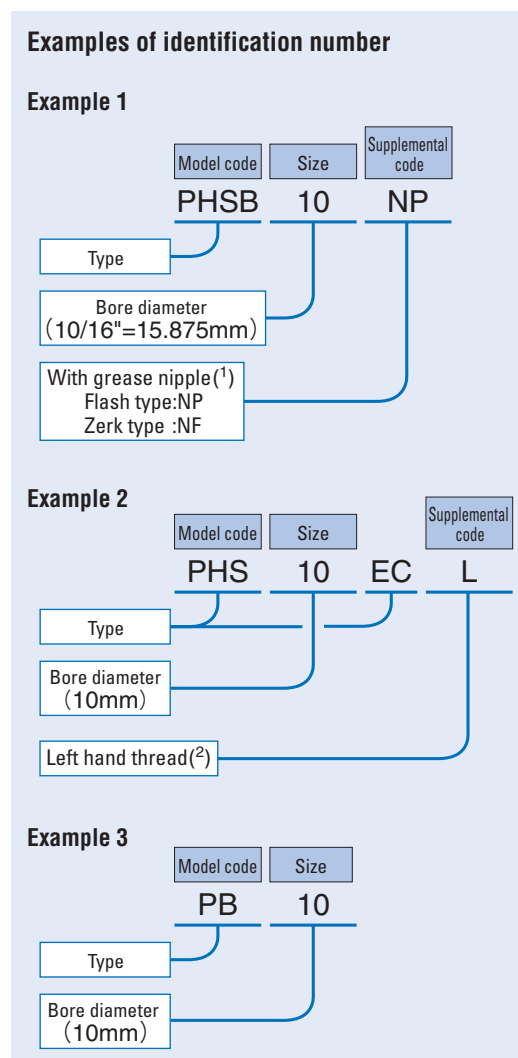 Examples of identification number
Example 1
Model code Size Supplemental
code
PHSB 10 NP
Type
Bore diameter
（10/16"=15.875mm）
With grease nipple(¹)
Flash type:NP
Zerk type :NF
Example 2
Model code Size Supplemental
code
PHS 10 EC L
Type
Bore diameter
（10mm）
Left hand thread(²)
Example 3
Model code Size
PB 10
Type
Bore diameter
（10mm）